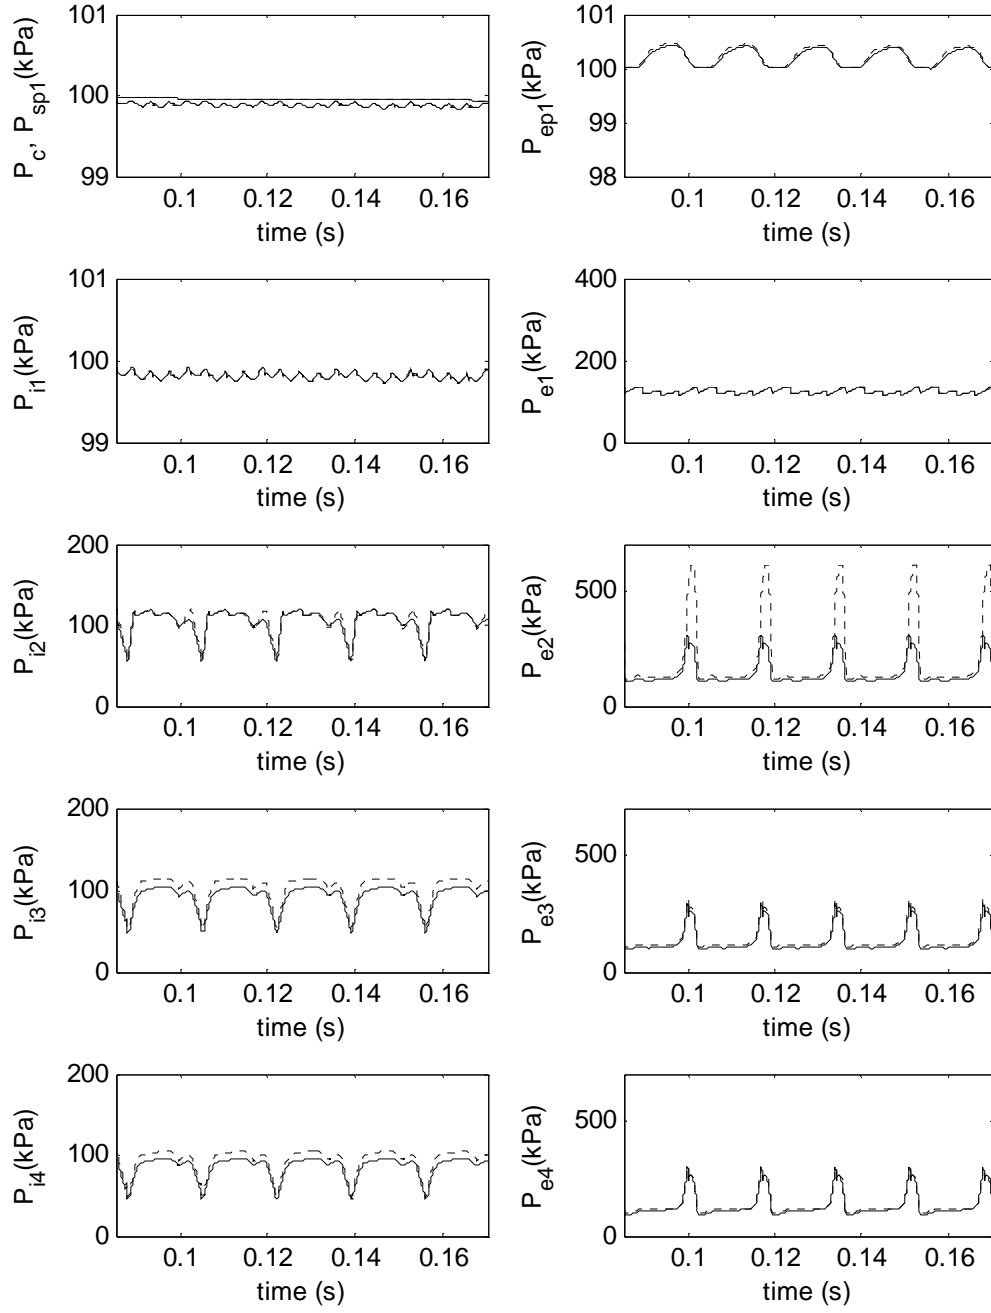 101
100
99
P_c, P_sp1(kPa)
0.1 0.12 0.14 0.16
time (s)
101
100
99
98
P_ep1(kPa)
0.1 0.12 0.14 0.16
time (s)
101
100
99
P_i1(kPa)
0.1 0.12 0.14 0.16
time (s)
400
200
0
P_e1(kPa)
0.1 0.12 0.14 0.16
time (s)
200
100
0
P_i2(kPa)
0.1 0.12 0.14 0.16
time (s)
500
0
P_e2(kPa)
0.1 0.12 0.14 0.16
time (s)
200
100
0
P_i3(kPa)
0.1 0.12 0.14 0.16
time (s)
500
0
P_e3(kPa)
0.1 0.12 0.14 0.16
time (s)
200
100
0
P_i4(kPa)
0.1 0.12 0.14 0.16
time (s)
500
0
P_e4(kPa)
0.1 0.12 0.14 0.16
time (s)